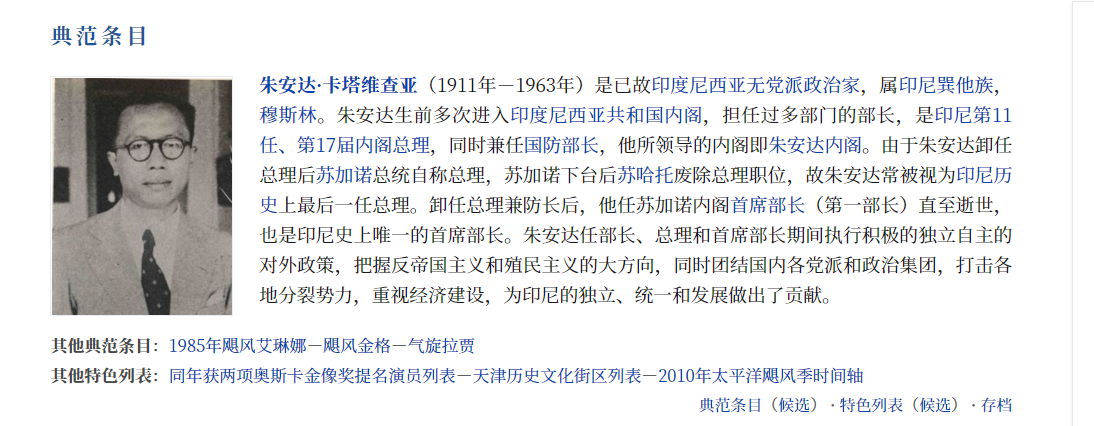 典范条目
朱安达·卡塔维查亚（1911年－1963年）是已故印度尼西亚无党派政治家，属印尼巽他族，
穆斯林。朱安达生前多次进入印度尼西亚共和国内阁，担任过多部门的部长，是印尼第11
任、第17届内阁总理，同时兼任国防部长，他所领导的内阁即朱安达内阁。由于朱安达卸任
总理后苏加诺总统自称总理，苏加诺下台后苏哈托废除总理职位，故朱安达常被视为印尼历
史上最后一任总理。卸任总理兼防长后，他任苏加诺内阁首席部长（第一部长）直至逝世，
也是印尼史上唯一的首席部长。朱安达任部长、总理和首席部长期间执行积极的独立自主的
对外政策，把握反帝国主义和殖民主义的大方向，同时团结国内各党派和政治集团，打击各
地分裂势力，重视经济建设，为印尼的独立、统一和发展做出了贡献。
其他典范条目：1985年飓风艾琳娜－飓风金格－气旋拉贾
其他特色列表：同年获两项奥斯卡金像奖提名演员列表－天津历史文化街区列表－2010年太平洋飓风季时间轴
典范条目（候选） · 特色列表（候选） · 存档